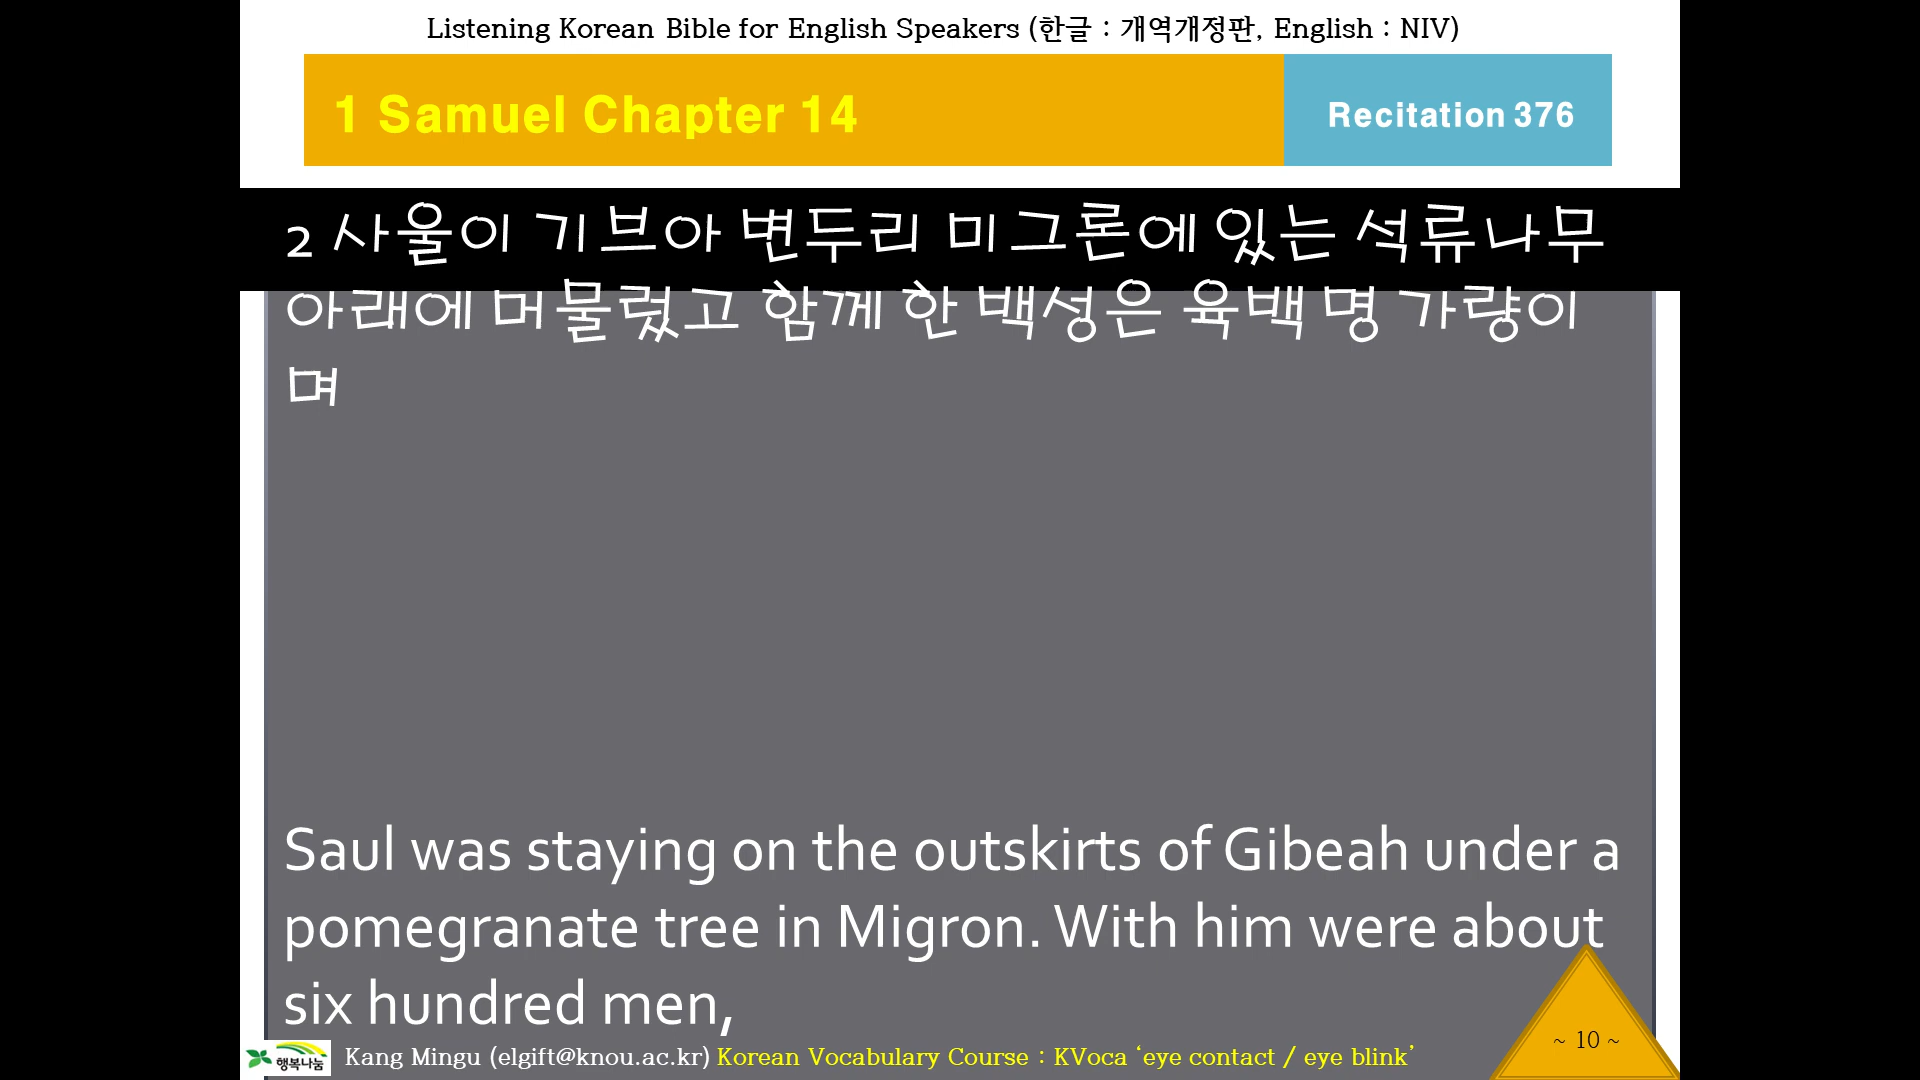 Listening Korean Bible for English Speakers (한글 : 개역개정판, English : NIV)
1 Samuel Chapter 14
Recitation 376
2 사울이 기브아 변두리 미그론에 있는 석류나무
아래에 머물렀고 함께 한 백성은 육백 명 가량이
며
Saul was staying on the outskirts of Gibeah under a
pomegranate tree in Migron. With him were about
six hundred men,
~ 10 ~
행복나눔
Kang Mingu (elgift@knou.ac.kr) Korean Vocabulary Course : KVoca ‘eye contact / eye blink’